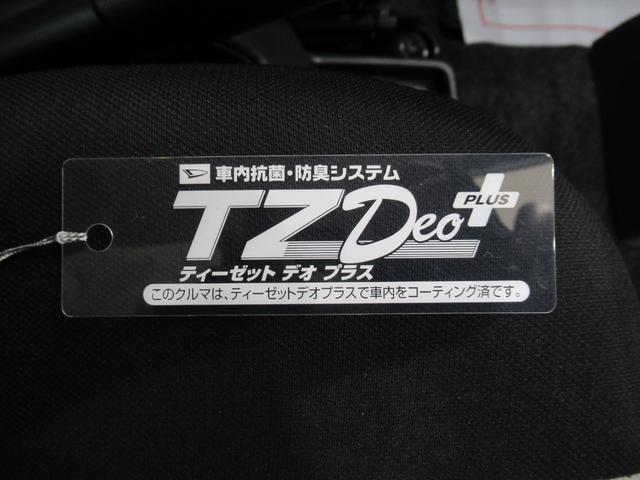 車内抗菌・防臭システム
TZ Deo PLUS
ティーゼット デオ プラス
このクルマは、ティーゼットデオプラスで車内をコーティング済です。